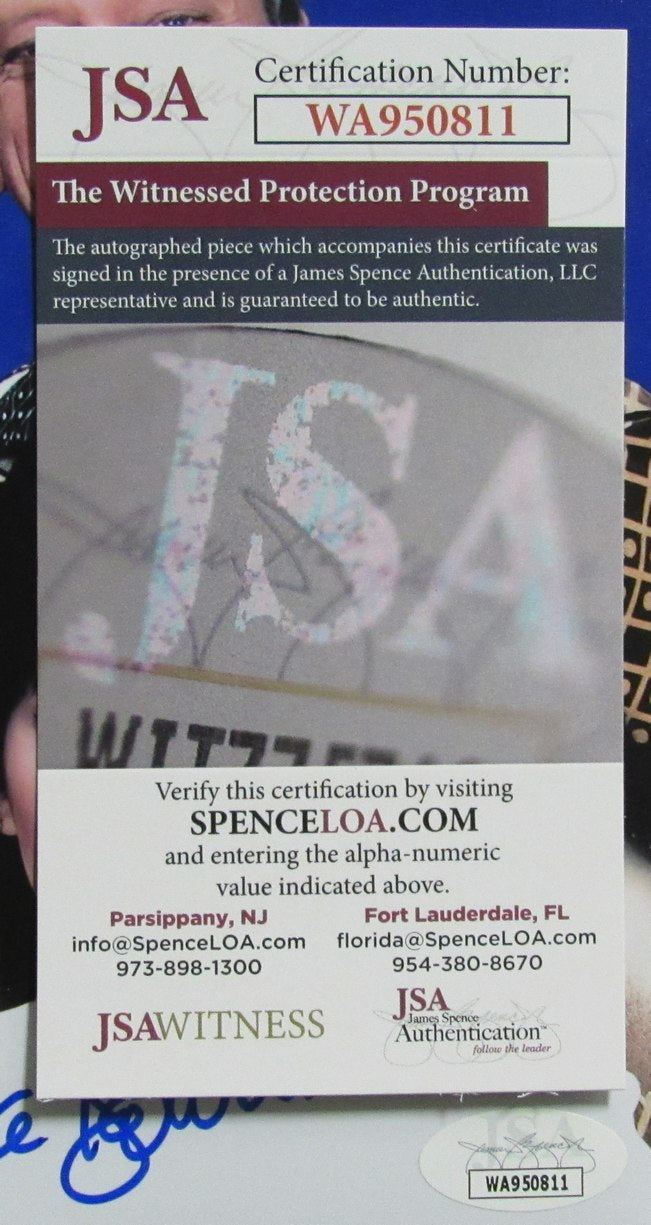 JSA
Certification Number:
WA950811
The Witnessed Protection Program
The autographed piece which accompanies this certificate was
signed in the presence of a James Spence Authentication, LLC
representative and is guaranteed to be authentic.
JSA
Verify this certification by visiting
SPENCELOA.COM
and entering the alpha-numeric
value indicated above.
Parsippany, NJ
info@SpenceLOA.com
973-898-1300
Fort Lauderdale, FL
florida@SpenceLOA.com
954-380-8670
JSAWITNESS
JSA
James Spence
Authentication™
follow the leader
JSA
WA950811